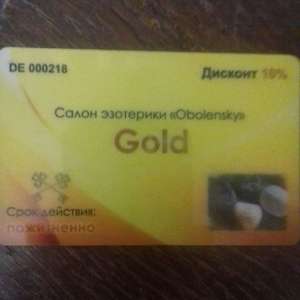 DE 000218 Дисконт 10%
Салон эзотерики «Obolensky»
Gold
Срок действия:
пожизненно